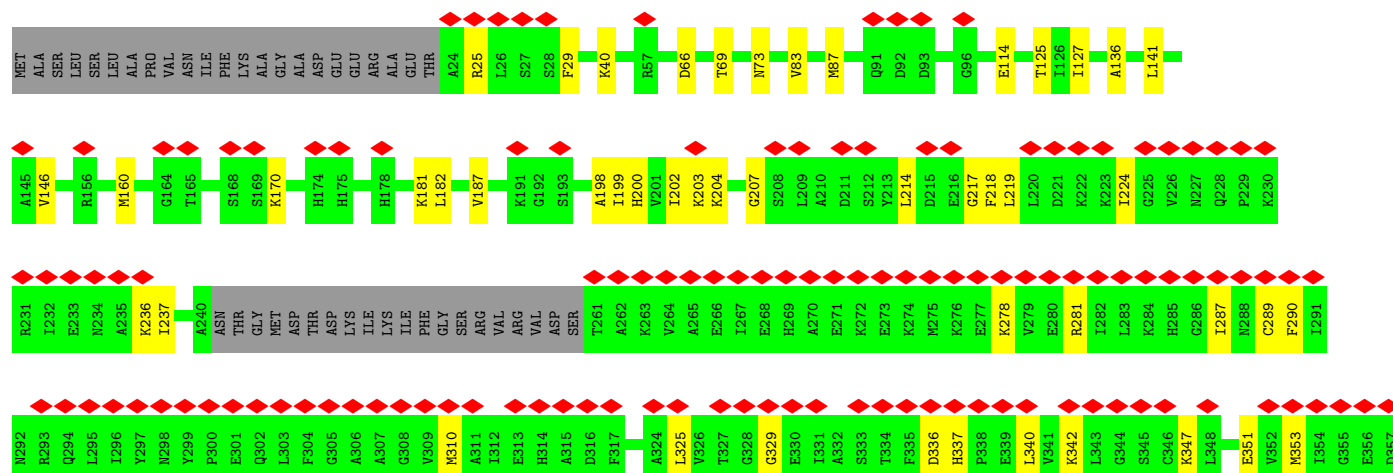 MET ALA SER LEU SER LEU ALA PRO VAL ASN ILE PHE LYS ALA GLY ALA ASP GLU GLU ARG ALA GLU THR A24 R25 L26 S27 S28 F29 K40 R57 D66 T69 N73 V83 M87 Q91 D92 D93 G96 E114 T125 I126 I127 A136 L141
A145 V146 R156 M160 G164 T165 S168 S169 K170 H174 H175 H178 K181 L182 V187 K191 G192 S193 A198 I199 H200 V201 I202 K203 K204 G207 S208 L209 A210 D211 S212 Y213 L214 D215 E216 G217 F218 L219 L220 D221 K222 K223 I224 G225 V226 N227 Q228 P229 K230
R231 I232 E233 N234 A235 K236 I237 A240 ASN THR GLY MET ASP THR ASP LYS ILE LYS ILE PHE GLY SER ARG VAL ARG VAL ASP SER T261 A262 K263 V264 A265 E266 I267 E268 H269 A270 E271 K272 E273 K274 M275 K276 E277 K278 V279 E280 R281 I282 L283 K284 H285 G286 I287 N288 C289 F290 I291
N292 R293 Q294 L295 I296 Y297 N298 Y299 P300 E301 Q302 L303 F304 G305 A306 A307 G308 V309 M310 A311 I312 E313 H314 A315 D316 F317 A324 L325 V326 T327 G328 G329 E330 I331 A332 S333 T334 F335 D336 H337 P338 E339 L340 V341 K342 L343 G344 S345 C346 K347 L348 E351 V352 M353 I354 G355 E356